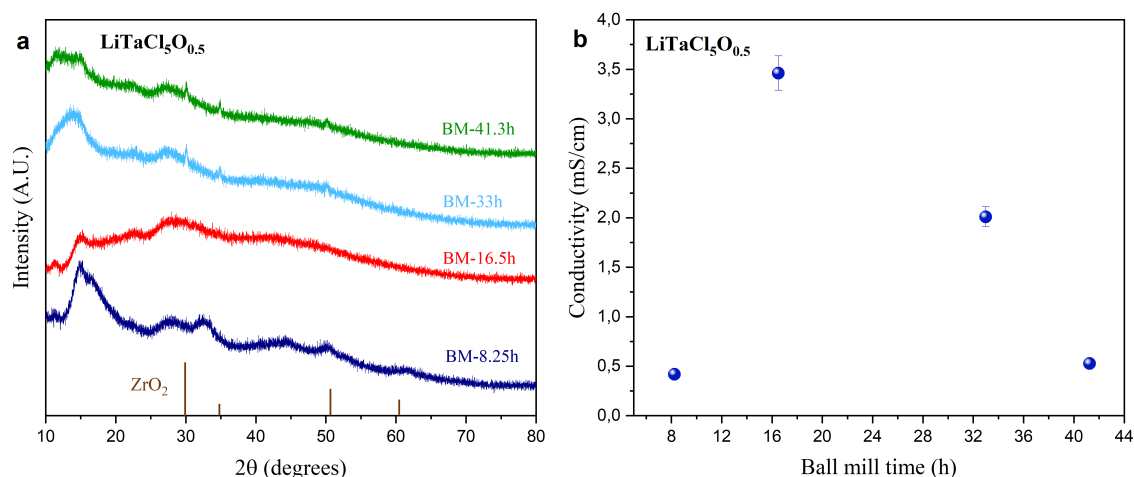 a
LiTaCl₅O₀.₅
Intensity (A.U.)
BM-41.3h
BM-33h
BM-16.5h
BM-8.25h
ZrO₂
10 20 30 40 50 60 70 80
2θ (degrees)
b
LiTaCl₅O₀.₅
Conductivity (mS/cm)
4,0
3,5
3,0
2,5
2,0
1,5
1,0
0,5
0,0
8 12 16 20 24 28 32 36 40 44
Ball mill time (h)